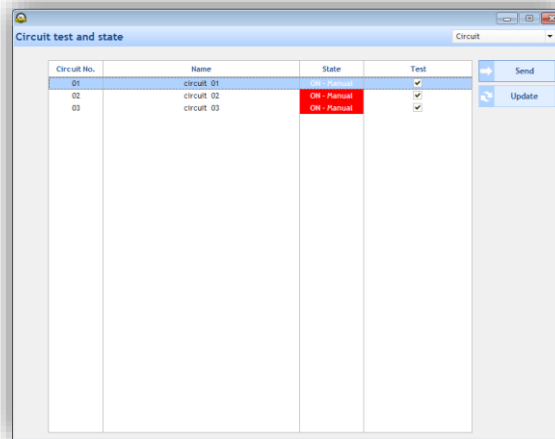 Circuit test and state Circuit
Circuit No. Name State Test
01 circuit 01 ON - Manual
02 circuit 02 ON - Manual
03 circuit 03 ON - Manual
Send
Update